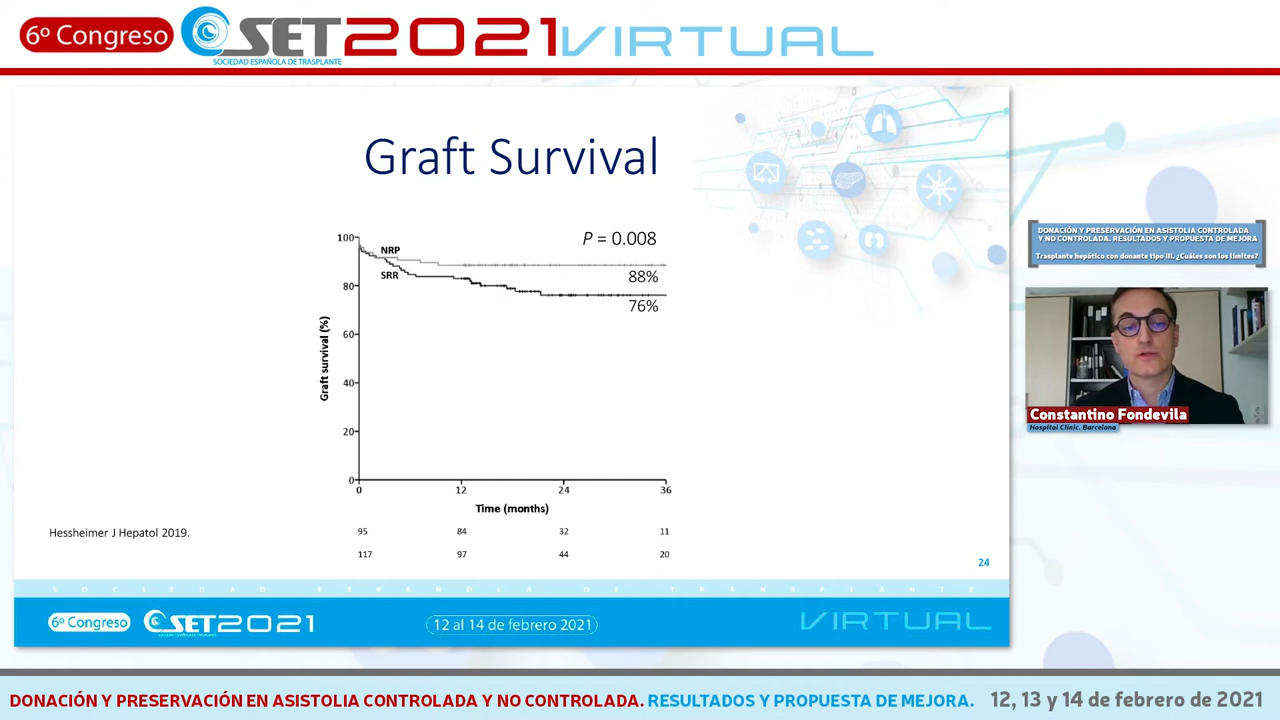 6º Congreso
SET2021VIRTUAL
SOCIEDAD ESPAÑOLA DE TRASPLANTE
Graft Survival
100
80
60
40
20
0
Graft survival (%)
NRP
SRR
P = 0.008
88%
76%
0 12 24 36
Time (months)
95 84 32 11
117 97 44 20
Hessheimer J Hepatol 2019.
24
SOCIEDAD ESPAÑOLA DE TRANSPLANTE
6º Congreso
SET2021
12 al 14 de febrero 2021
VIRTUAL
DONACIÓN Y PRESERVACIÓN EN ASISTOLIA CONTROLADA
Y NO CONTROLADA. RESULTADOS Y PROPUESTA DE MEJORA
Trasplante hepático con donante tipo III. ¿Cuáles son los límites?
Constantino Fondevila
Hospital Clínic, Barcelona
DONACIÓN Y PRESERVACIÓN EN ASISTOLIA CONTROLADA Y NO CONTROLADA. RESULTADOS Y PROPUESTA DE MEJORA. 12, 13 y 14 de febrero de 2021